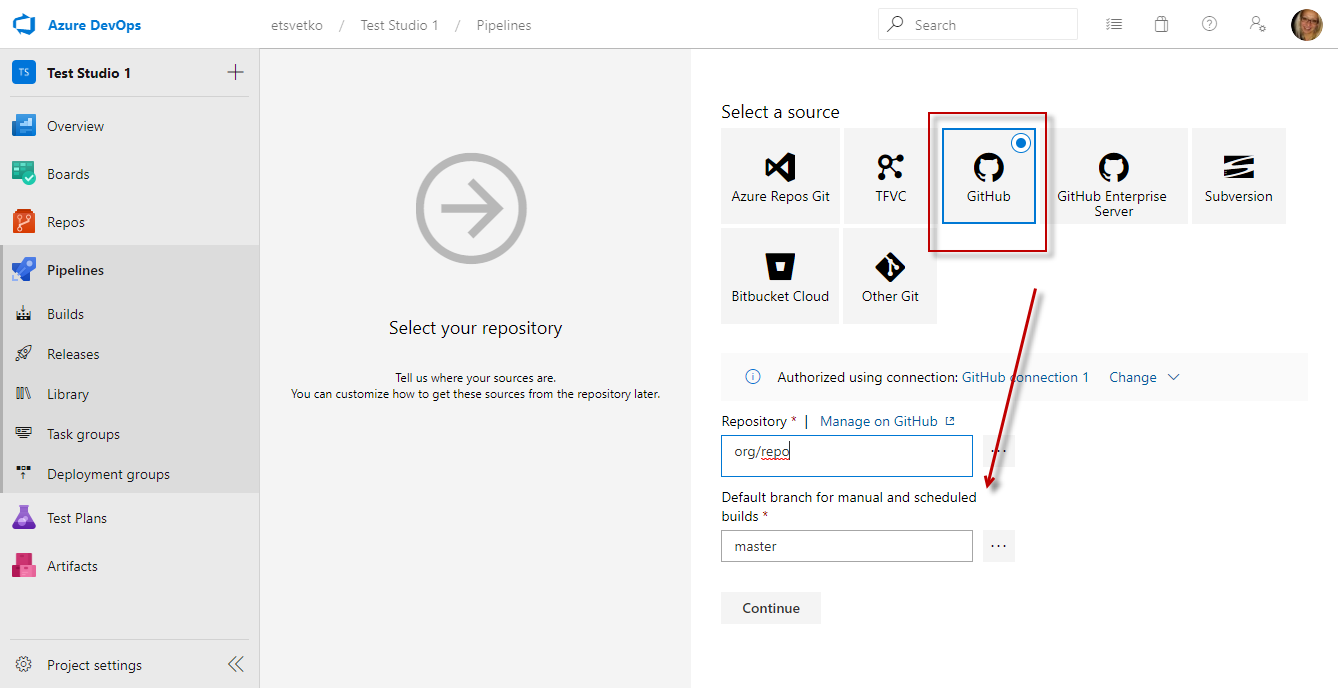 Azure DevOps
etsvetko / Test Studio 1 / Pipelines
Search
TS Test Studio 1
Overview
Boards
Repos
Pipelines
Builds
Releases
Library
Task groups
Deployment groups
Test Plans
Artifacts
Project settings
Select your repository
Tell us where your sources are.
You can customize how to get these sources from the repository later.
Select a source
Azure Repos Git
TFVC
GitHub
GitHub Enterprise
Server
Subversion
Bitbucket Cloud
Other Git
Authorized using connection: GitHub connection 1 Change
Repository * | Manage on GitHub
org/repo
...
Default branch for manual and scheduled
builds *
master
...
Continue